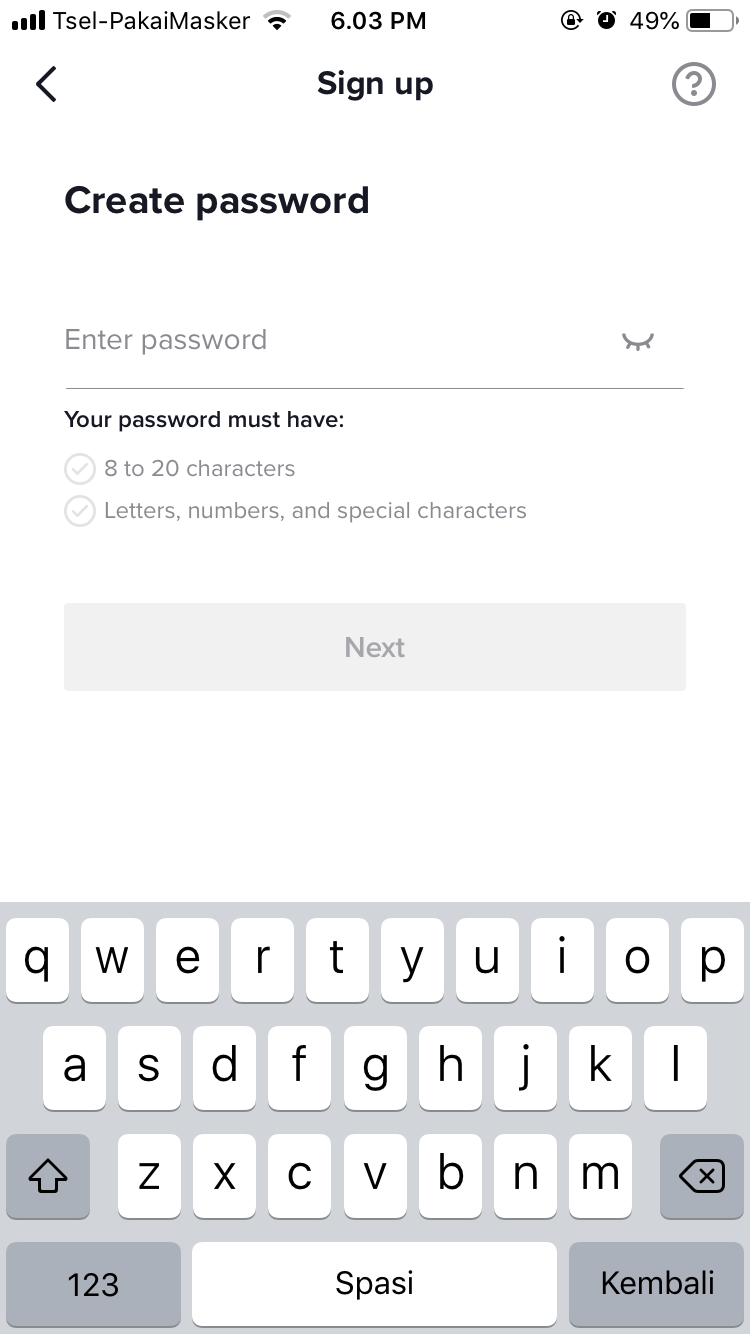 Tsel-PakaiMasker 6.03 PM 49%
Sign up ?
Create password
Enter password
Your password must have:
8 to 20 characters
Letters, numbers, and special characters
Next
q w e r t y u i o p
a s d f g h j k l
z x c v b n m
123 Spasi Kembali